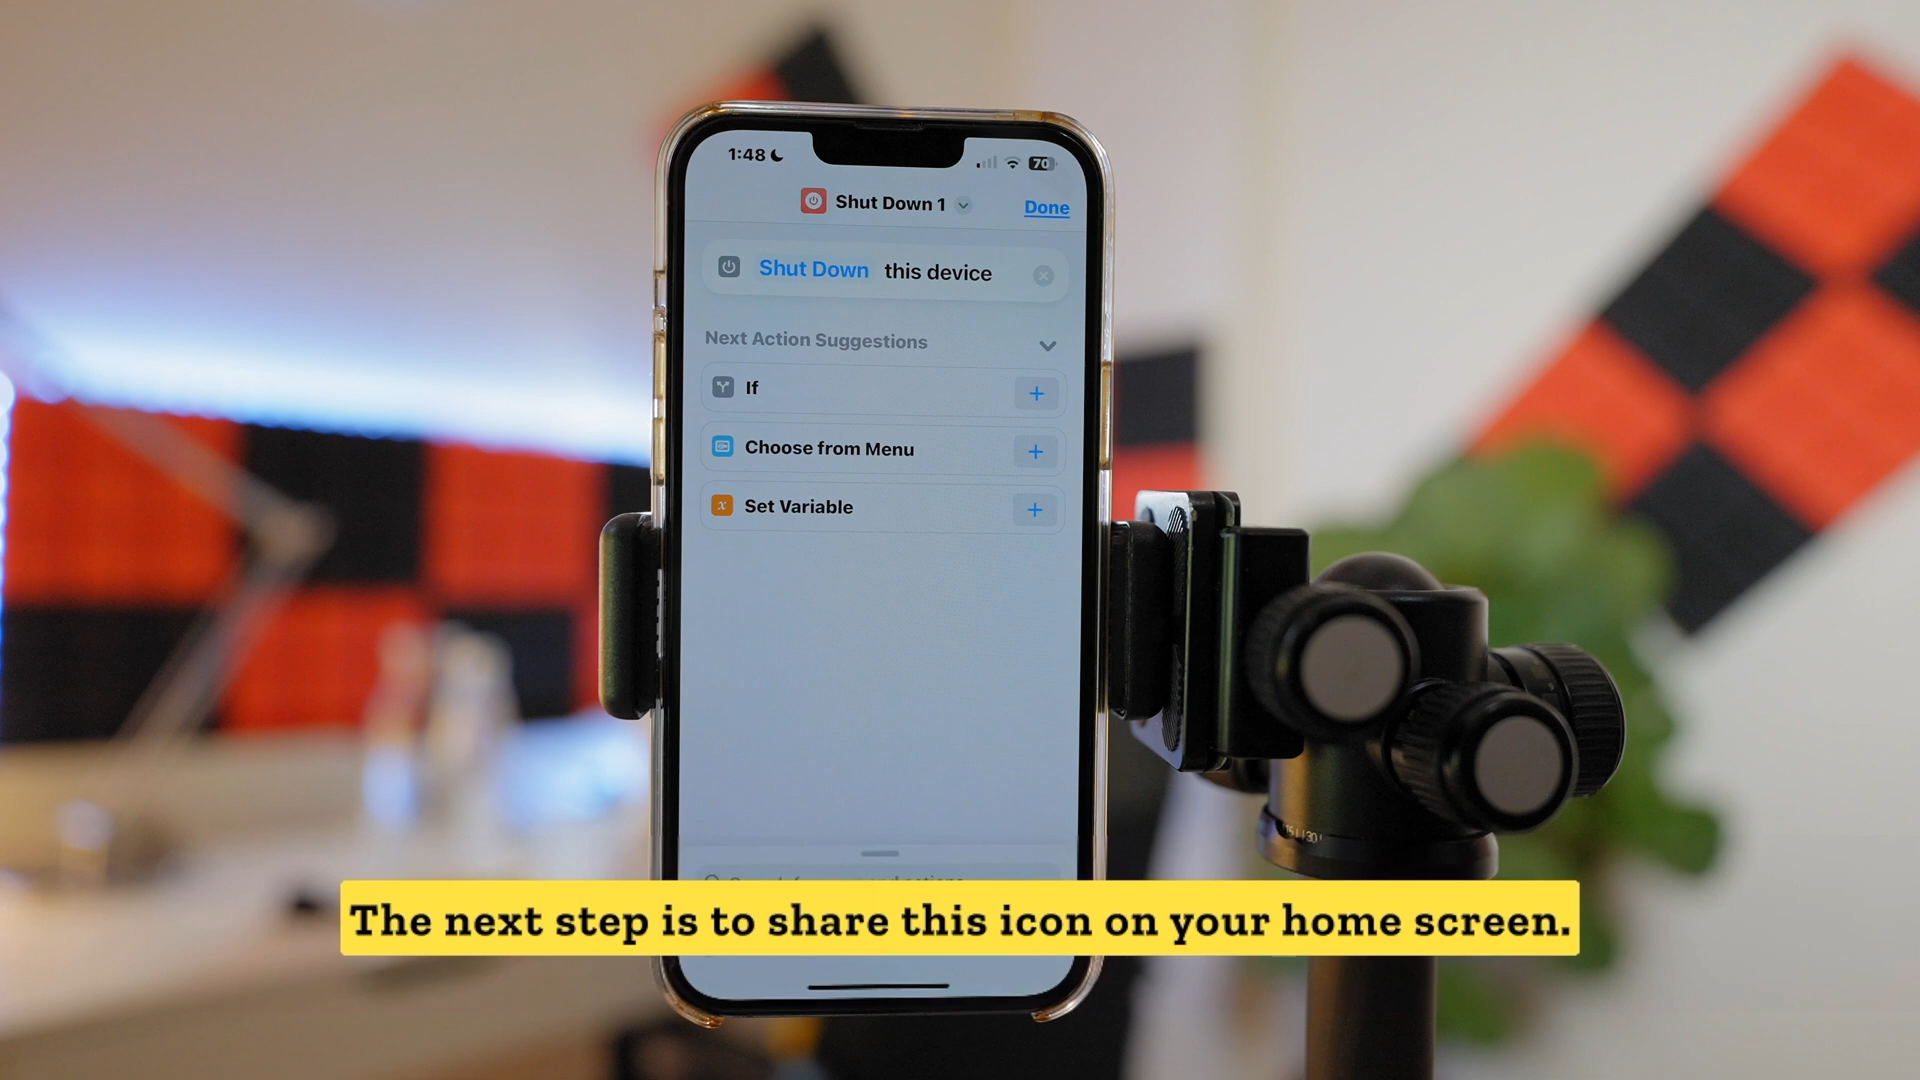 1:48
70
Shut Down 1
Done
Shut Down this device
Next Action Suggestions
If
Choose from Menu
Set Variable
The next step is to share this icon on your home screen.